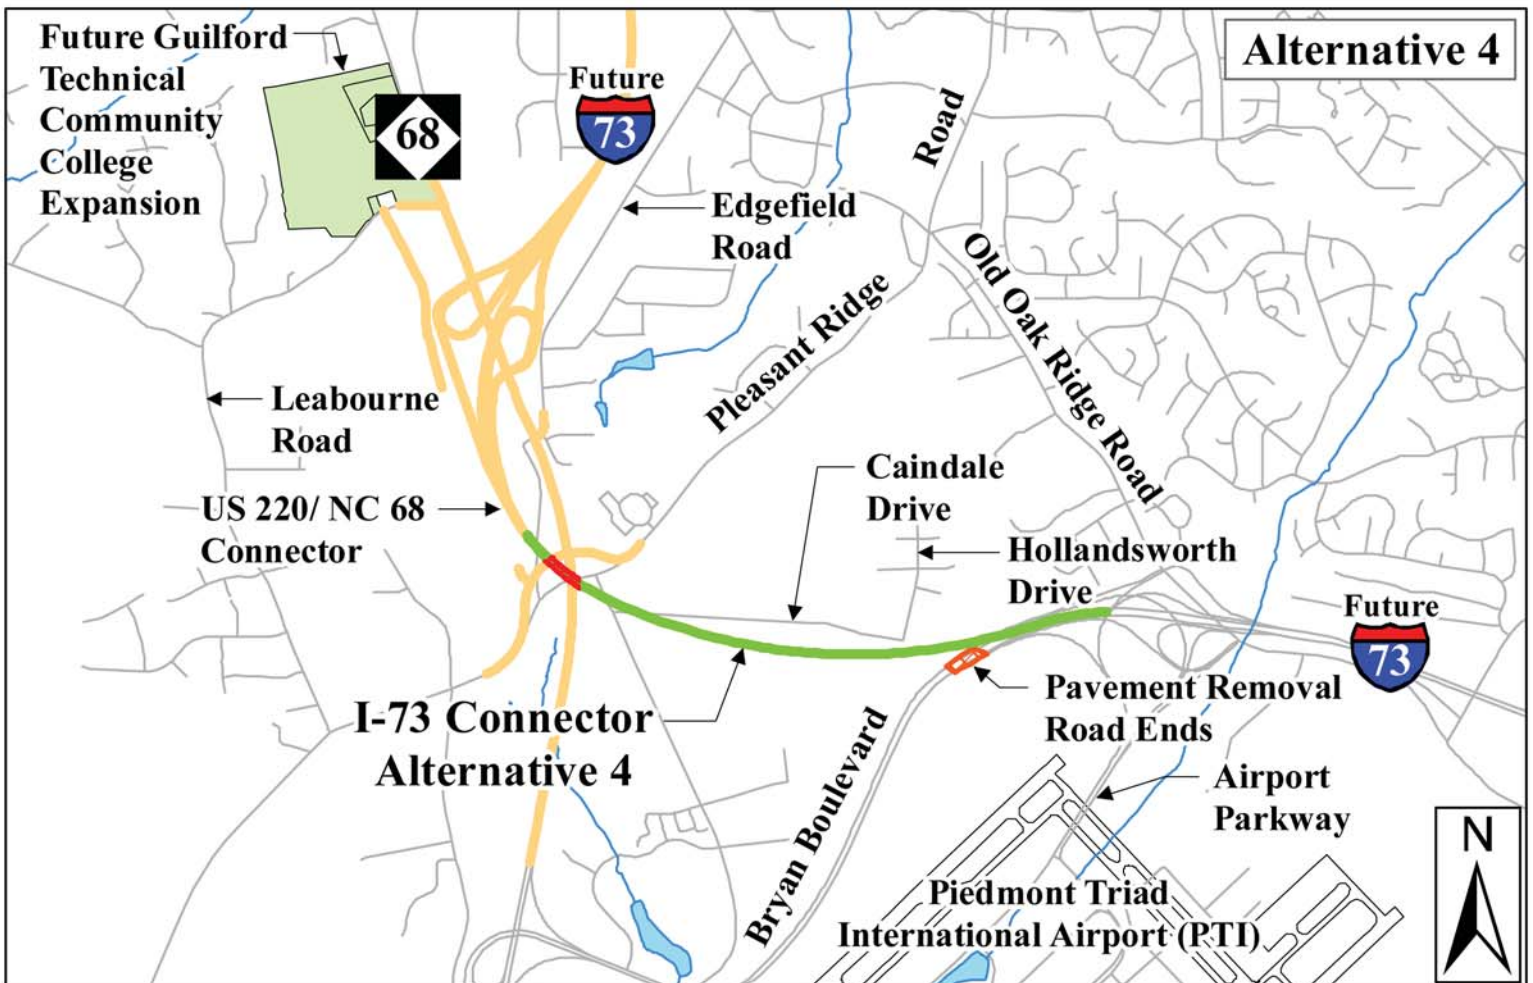 Alternative 4
Future Guilford
Technical
Community
College
Expansion
68
Future
73
Edgefield
Road
Road
Pleasant Ridge
Old Oak Ridge Road
Leabourne
Road
US 220/ NC 68
Connector
Caindale
Drive
Hollandsworth
Drive
Future
73
I-73 Connector
Alternative 4
Pavement Removal
Road Ends
Bryan Boulevard
Airport
Parkway
Piedmont Triad
International Airport (PTI)
N